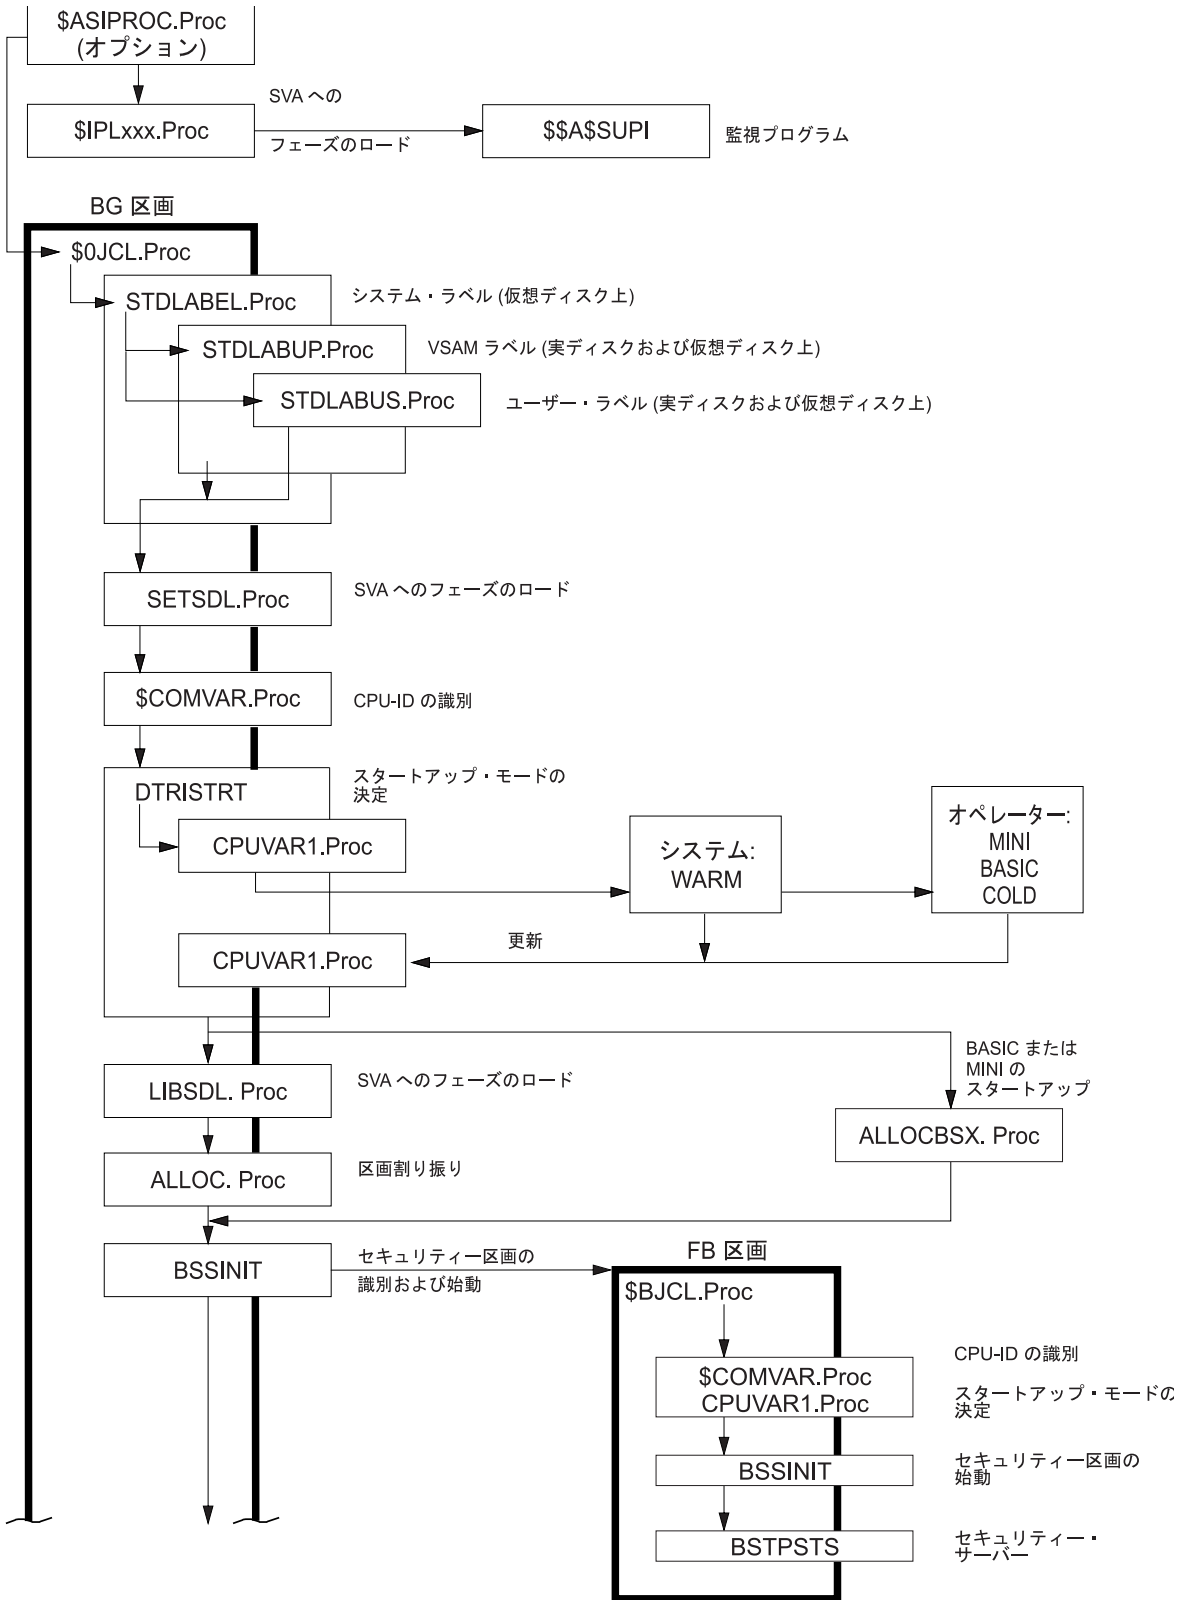 $ASIPROC.Proc
(オプション)
SVA への
$IPLxxx.Proc
フェーズのロード
$$A$SUPI
監視プログラム
BG 区画
$0JCL.Proc
STDLABEL.Proc
システム・ラベル (仮想ディスク上)
STDLABUP.Proc
VSAM ラベル (実ディスクおよび仮想ディスク上)
STDLABUS.Proc
ユーザー・ラベル (実ディスクおよび仮想ディスク上)
SETSDL.Proc
SVA へのフェーズのロード
$COMVAR.Proc
CPU-ID の識別
DTRISTRT
スタートアップ・モードの
決定
CPUVAR1.Proc
システム:
WARM
オペレーター:
MINI
BASIC
COLD
更新
CPUVAR1.Proc
BASIC または
MINI の
スタートアップ
LIBSDL. Proc
SVA へのフェーズのロード
ALLOCBSX. Proc
ALLOC. Proc
区画割り振り
BSSINIT
セキュリティー区画の
識別および始動
FB 区画
$BJCL.Proc
$COMVAR.Proc
CPUVAR1.Proc
CPU-ID の識別
スタートアップ・モードの
決定
BSSINIT
セキュリティー区画の
始動
BSTPSTS
セキュリティー・
サーバー